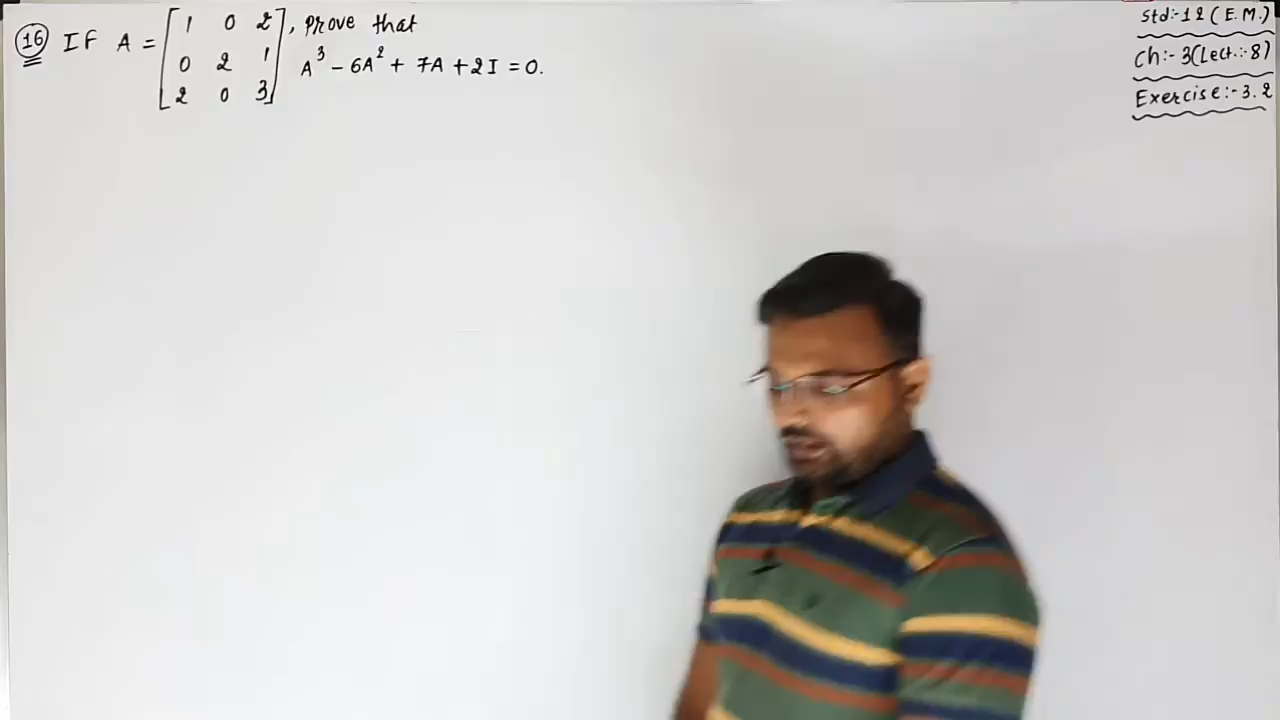 16 IF A = [ 1 0 2 ], prove that
0 2 1 A³ - 6A² + 7A + 2I = 0.
2 0 3
Std:-12 (E.M.)
Ch:- 3(Lect.:-8)
Exercise:- 3.2